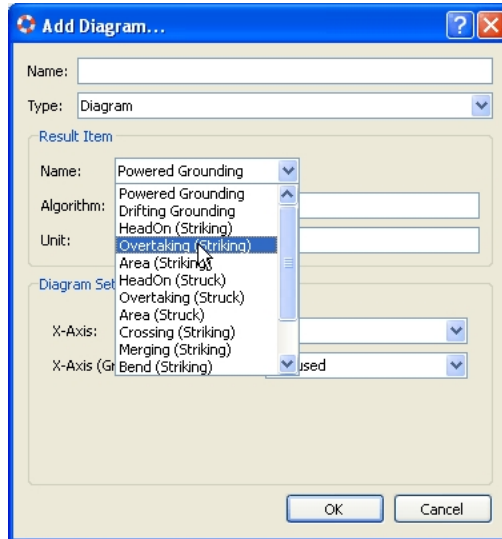 Add Diagram...
Name:
Type: Diagram
Result Item
Name: Powered Grounding
Powered Grounding
Algorithm:
Drifting Grounding
HeadOn (Striking)
Unit:
Overtaking (Striking)
Area (Striking)
HeadOn (Struck)
Diagram Set
Overtaking (Struck)
Area (Struck)
X-Axis:
Crossing (Striking)
Merging (Striking)
X-Axis (Gr
Bend (Striking)
used
OK Cancel